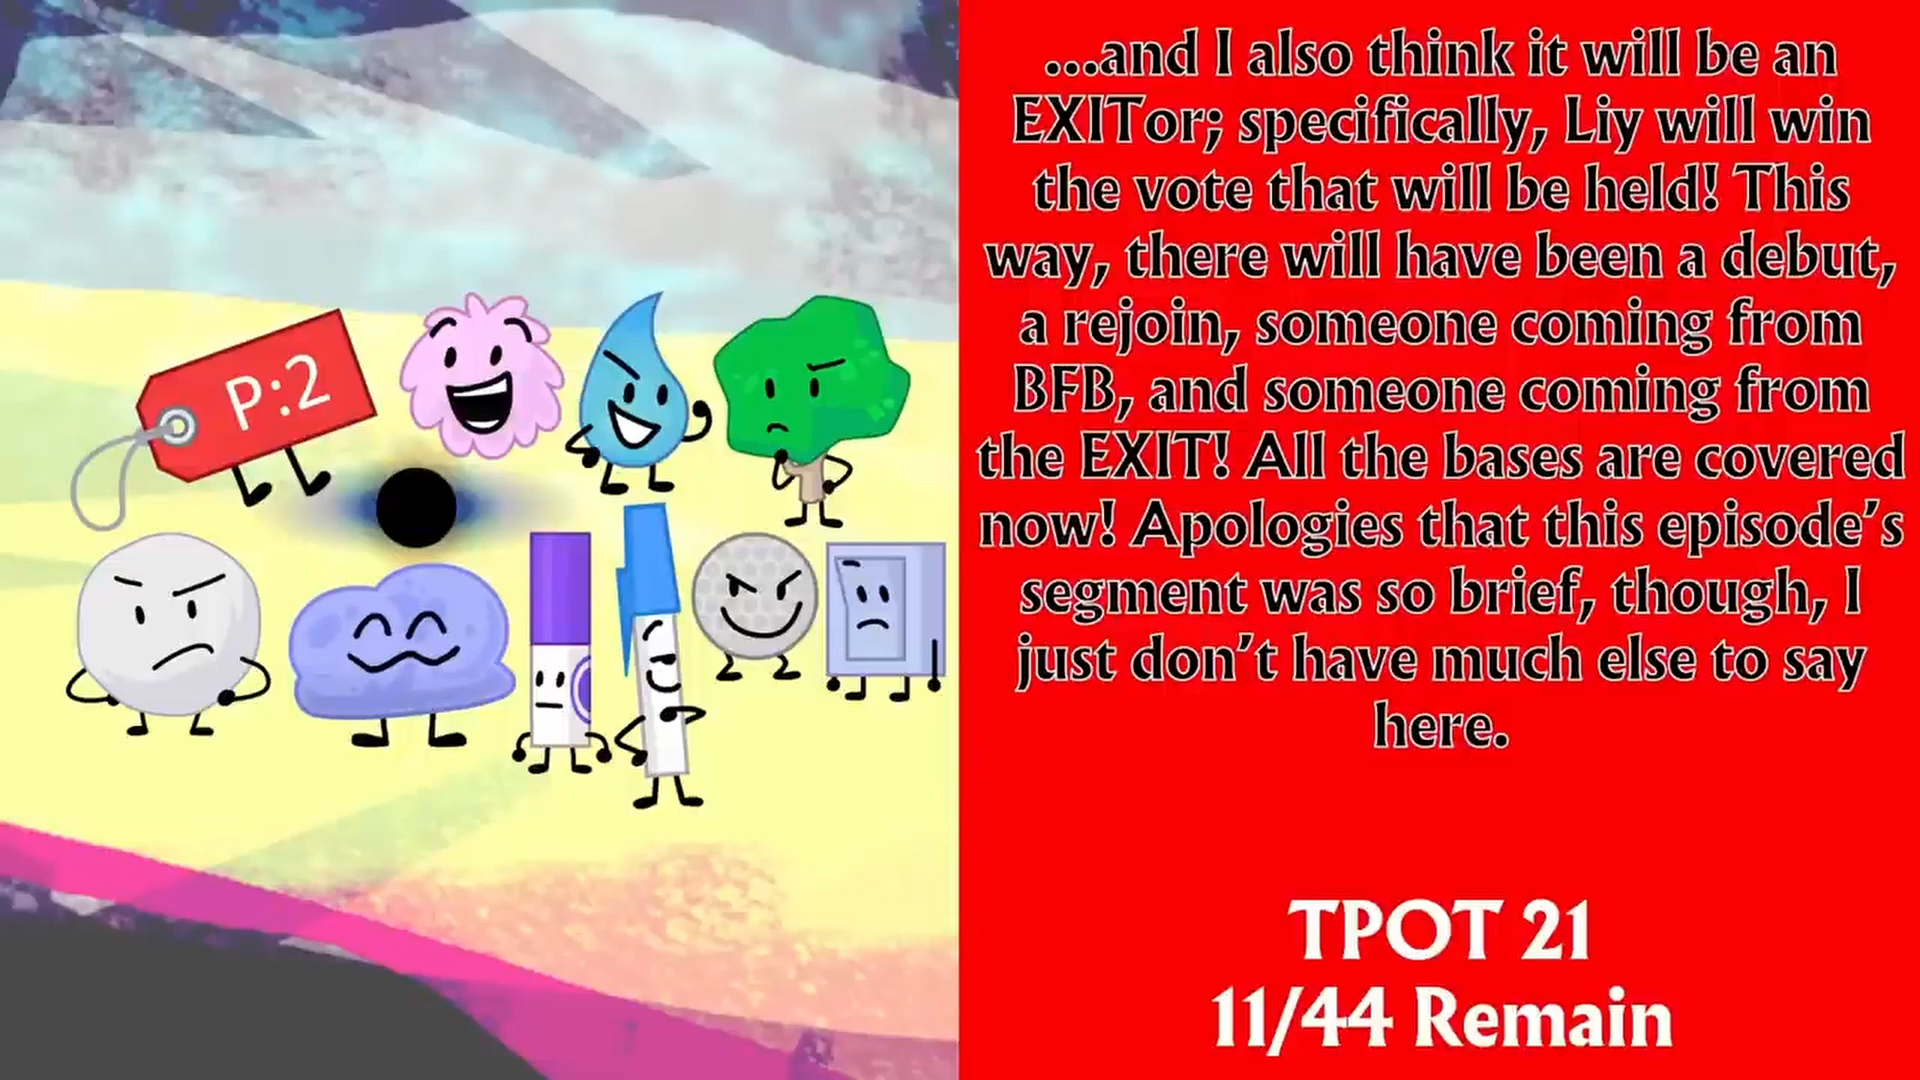 P:2
...and I also think it will be an
EXITor; specifically, Liy will win
the vote that will be held! This
way, there will have been a debut,
a rejoin, someone coming from
BFB, and someone coming from
the EXIT! All the bases are covered
now! Apologies that this episode's
segment was so brief, though, I
just don't have much else to say
here.
TPOT 21
11/44 Remain